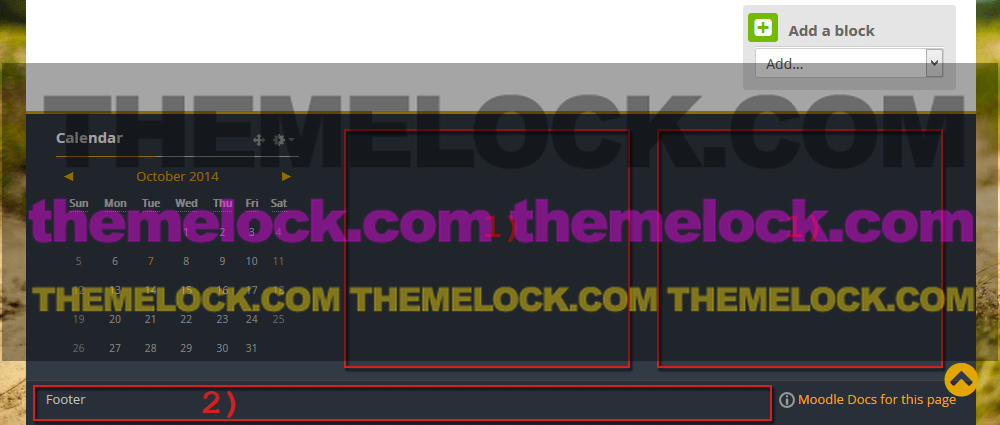 Add a block
Add...
THEMELOCK.COM
Calendar
October 2014
Sun Mon Tue Wed Thu Fri Sat
themelock.com themelock.com
1 2 3 4
1) 1)
5 6 7 8 9 10 11
12 13 14 15 16 17 18
THEMELOCK.COM THEMELOCK.COM THEMELOCK.COM
19 20 21 22 23 24 25
26 27 28 29 30 31
Footer
2)
Moodle Docs for this page